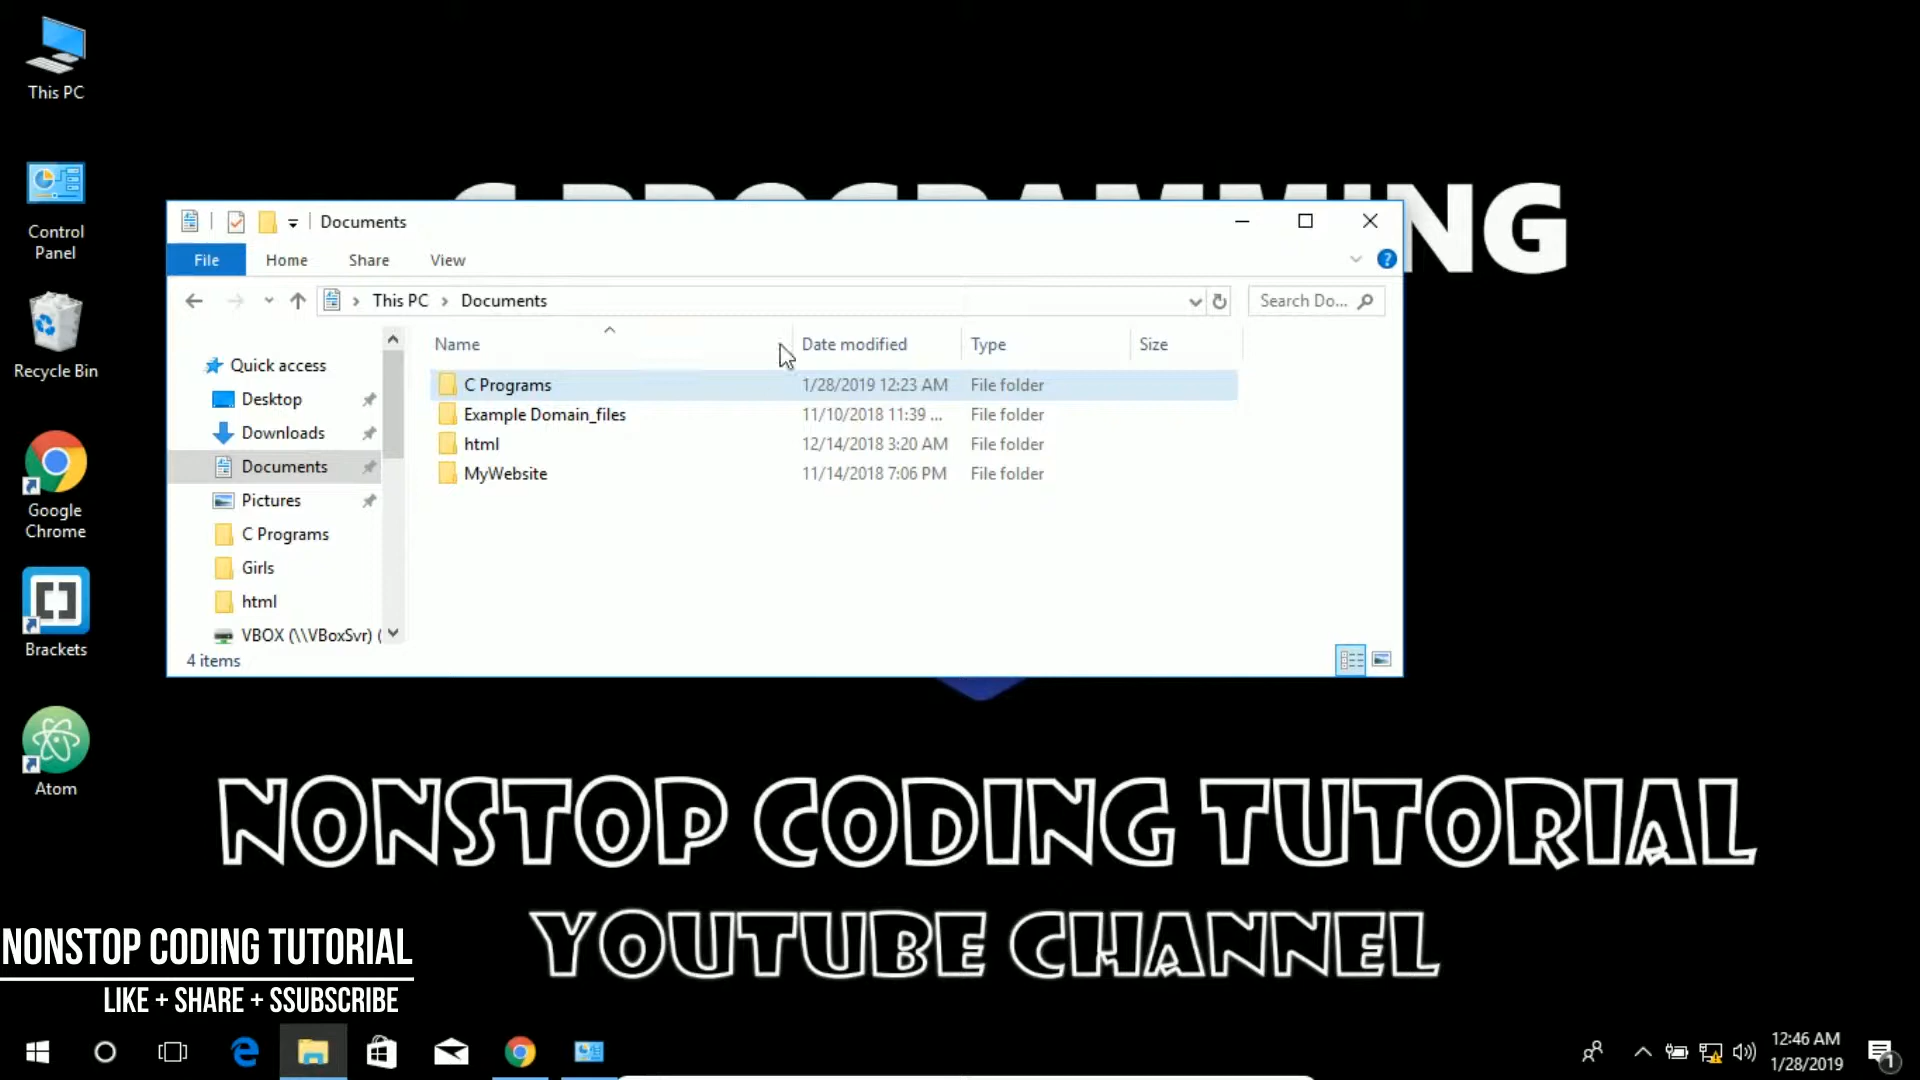 This PC
Control
Panel
Recycle Bin
Google
Chrome
Brackets
Atom
Documents
File Home Share View
This PC Documents
Search Do...
Name Date modified Type Size
Quick access
Desktop
Downloads
Documents
Pictures
C Programs
Girls
html
VBOX (\\VBoxSvr) (
C Programs 1/28/2019 12:23 AM File folder
Example Domain_files 11/10/2018 11:39 ... File folder
html 12/14/2018 3:20 AM File folder
MyWebsite 11/14/2018 7:06 PM File folder
4 items
NONSTOP CODING TUTORIAL
YOUTUBE CHANNEL
NONSTOP CODING TUTORIAL
LIKE + SHARE + SSUBSCRIBE
12:46 AM
1/28/2019
1